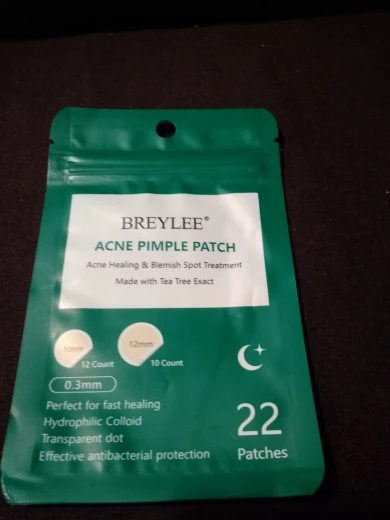 BREYLEE®
ACNE PIMPLE PATCH
Acne Healing & Blemish Spot Treatment
Made with Tea Tree Exact
10mm
12 Count
12mm
10 Count
0.3mm
Perfect for fast healing
Hydrophilic Colloid
Transparent dot
Effective antibacterial protection
22
Patches